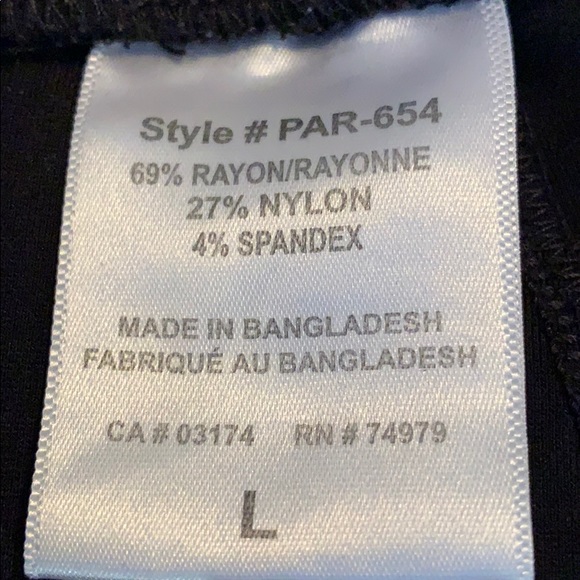 Style # PAR-654
69% RAYON/RAYONNE
27% NYLON
4% SPANDEX
MADE IN BANGLADESH
FABRIQUÉ AU BANGLADESH
CA # 03174 RN # 74979
L